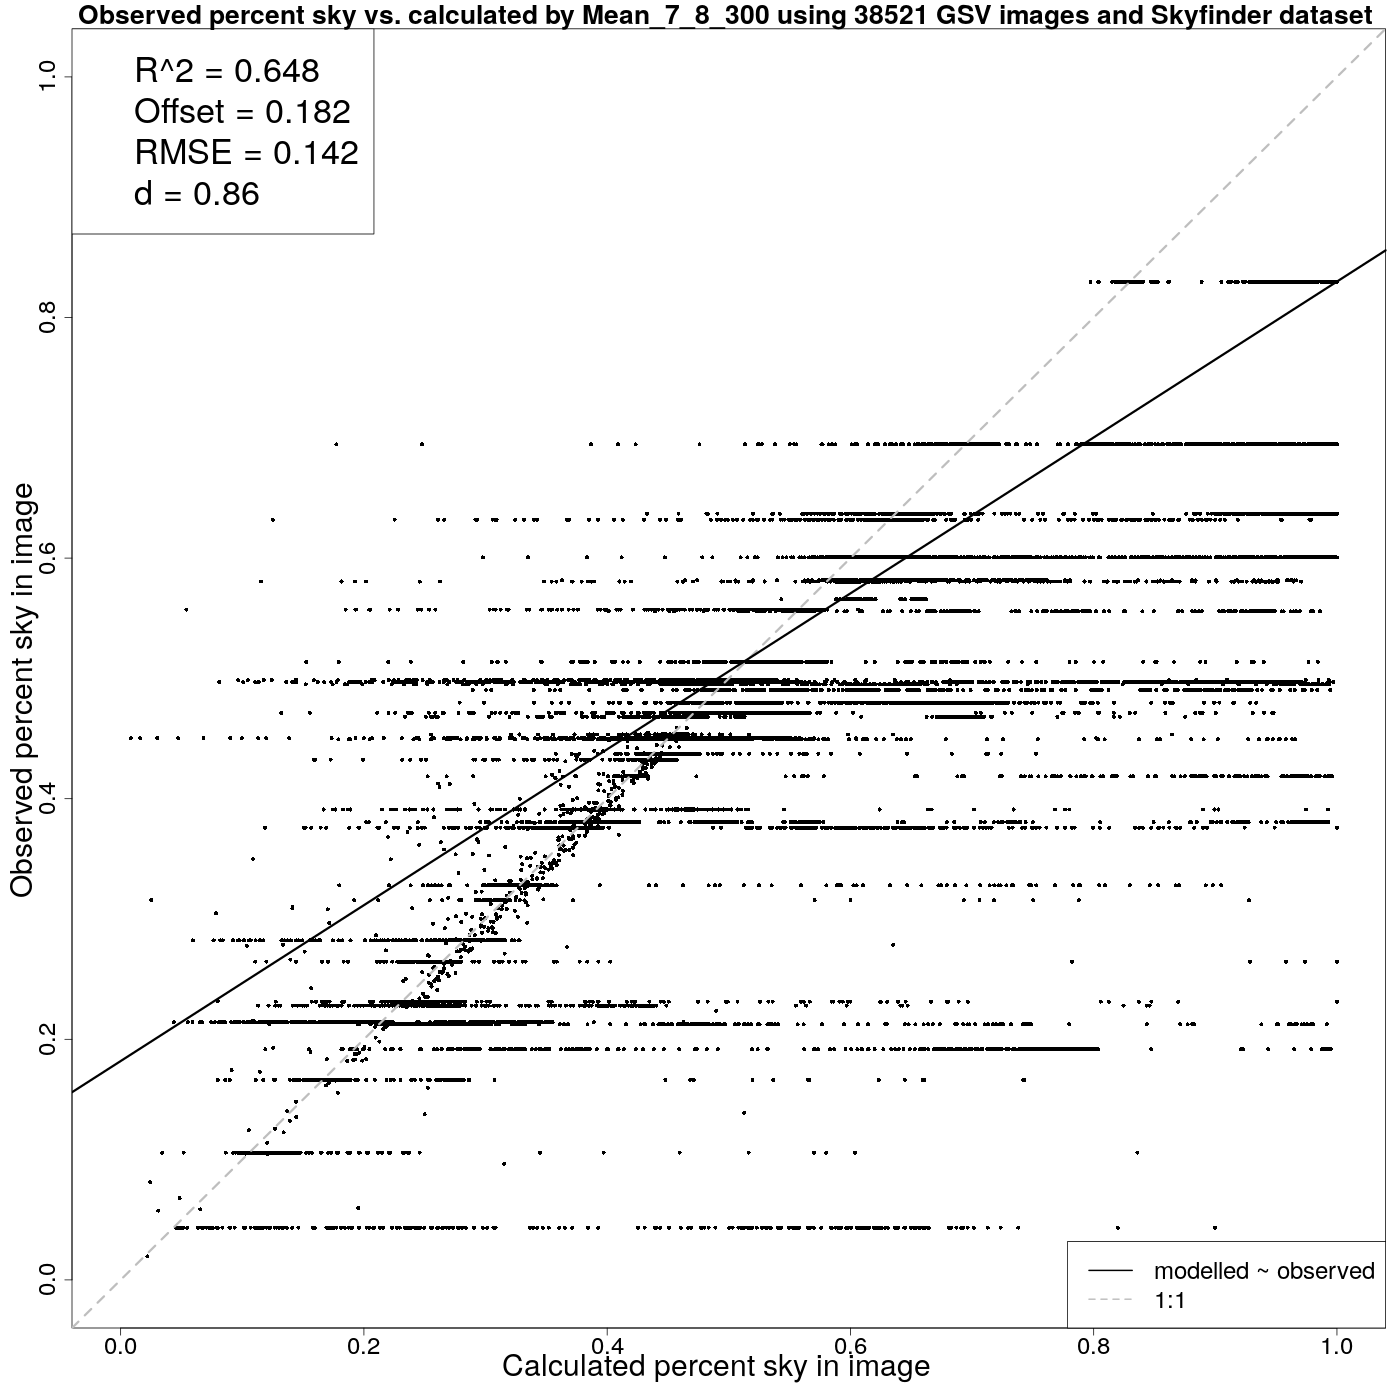 Observed percent sky vs. calculated by Mean_7_8_300 using 38521 GSV images and Skyfinder dataset
R^2 = 0.648
Offset = 0.182
RMSE = 0.142
d = 0.86
Observed percent sky in image
1.0
0.8
0.6
0.4
0.2
0.0
modelled ~ observed
1:1
0.0 0.2 0.4 0.6 0.8 1.0
Calculated percent sky in image